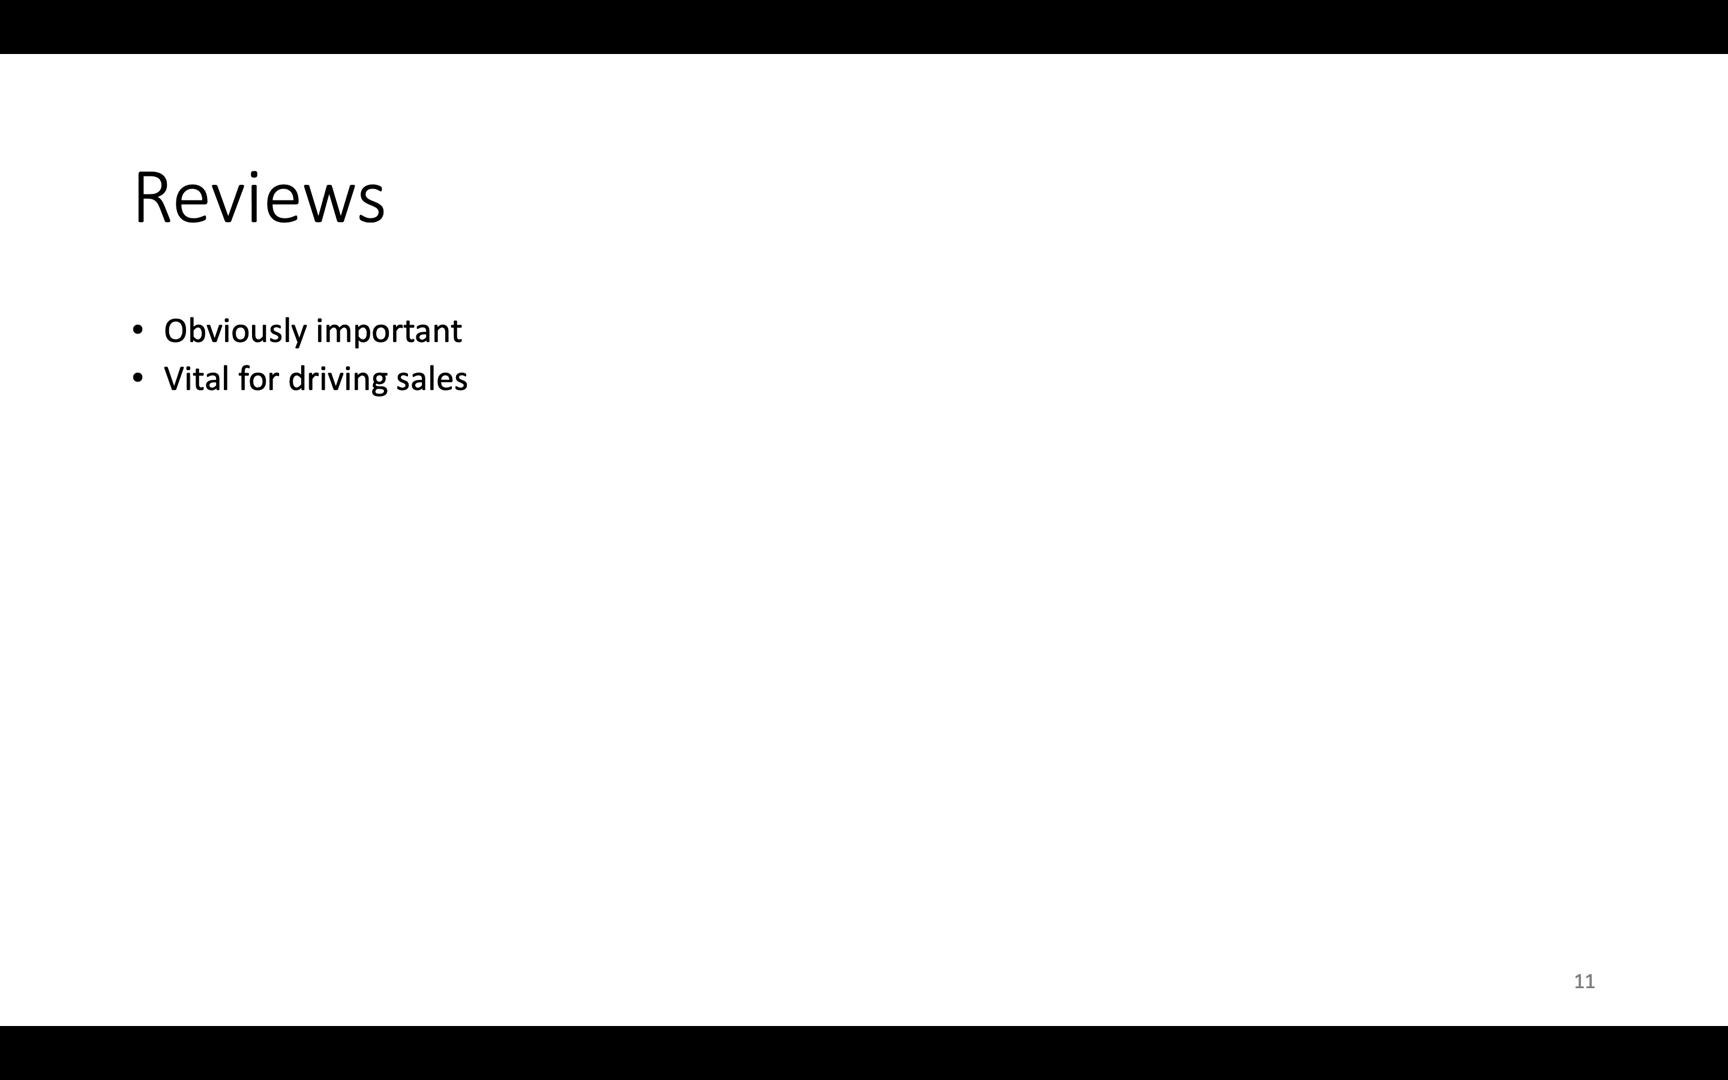 Reviews
• Obviously important
• Vital for driving sales
11